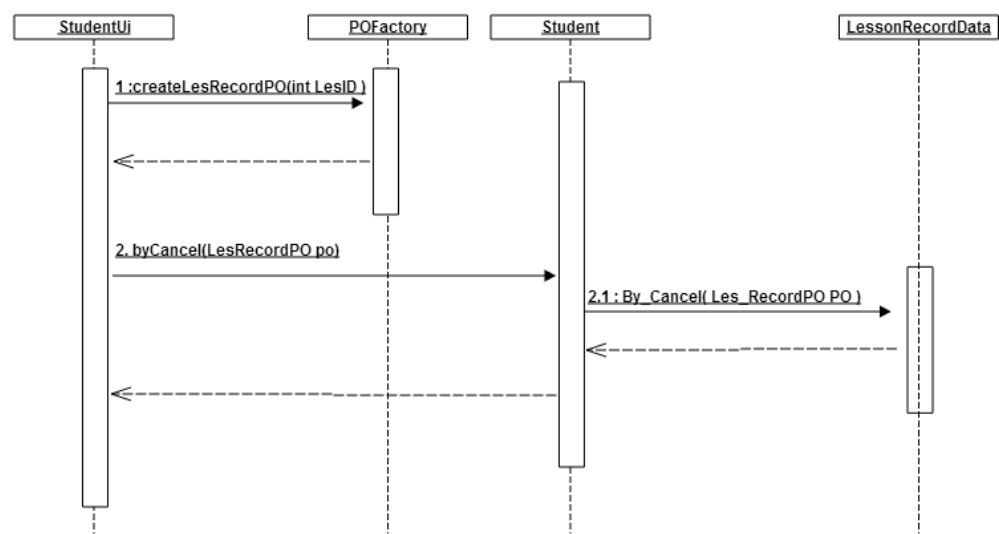 StudentUi
POFactory
Student
LessonRecordData
1 :createLesRecordPO(int LesID )
2. byCancel(LesRecordPO po)
2.1 : By_Cancel( Les_RecordPO PO )